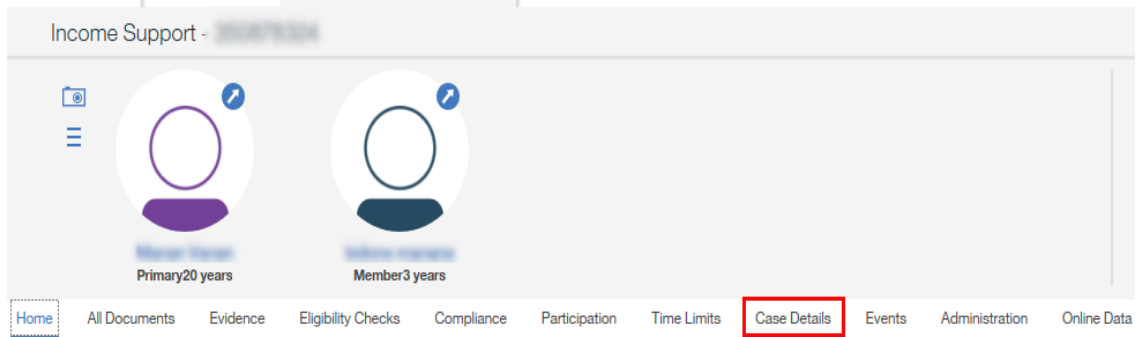 Income Support -
Primary20 years
Member3 years
Home All Documents Evidence Eligibility Checks Compliance Participation Time Limits Case Details Events Administration Online Data